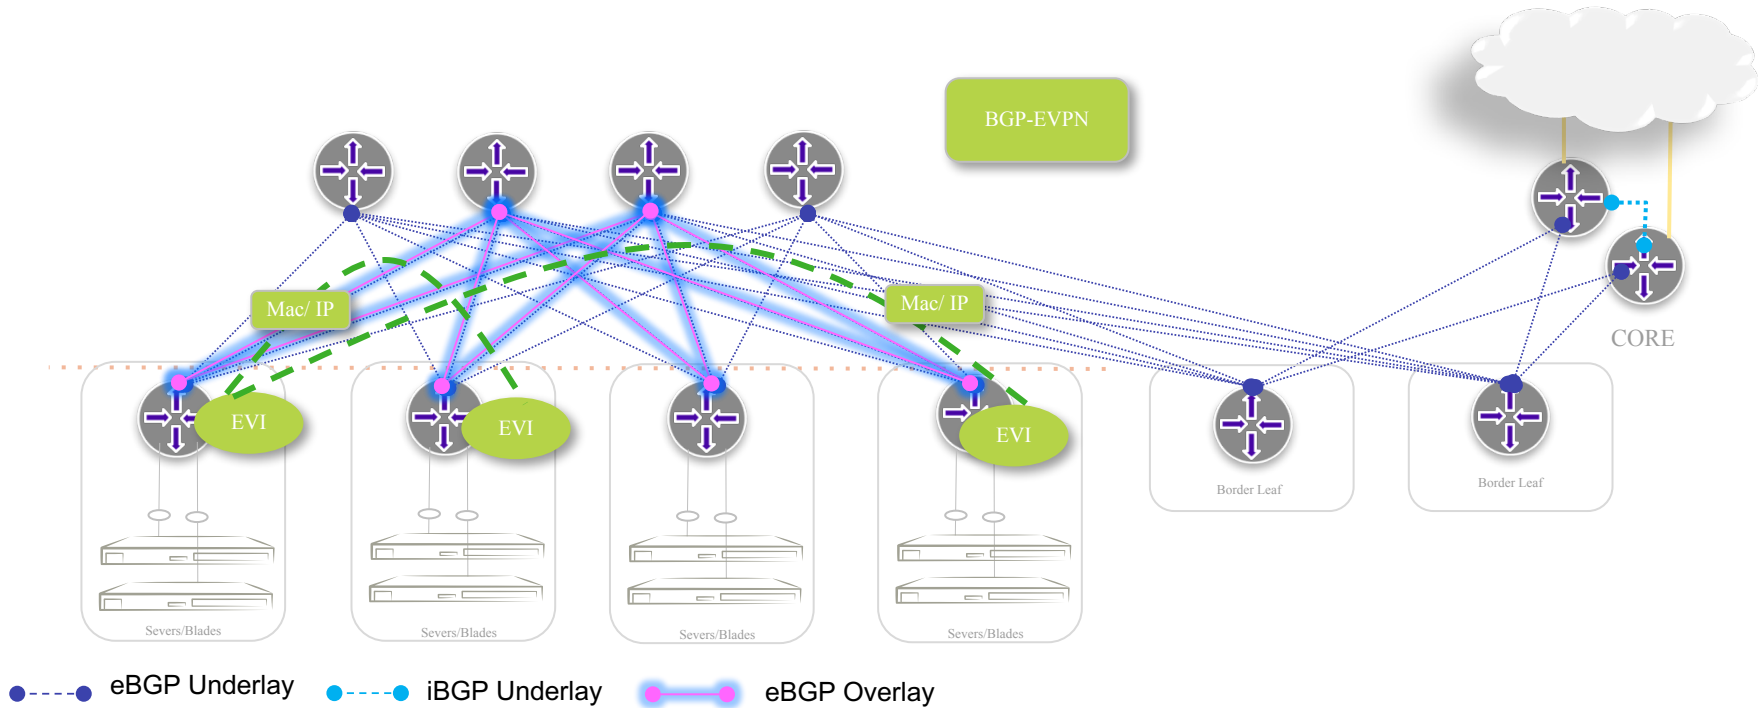 BGP-EVPN
Mac/ IP
Mac/ IP
CORE
EVI
EVI
EVI
Border Leaf
Border Leaf
Severs/Blades
Severs/Blades
Severs/Blades
Severs/Blades
eBGP Underlay
iBGP Underlay
eBGP Overlay